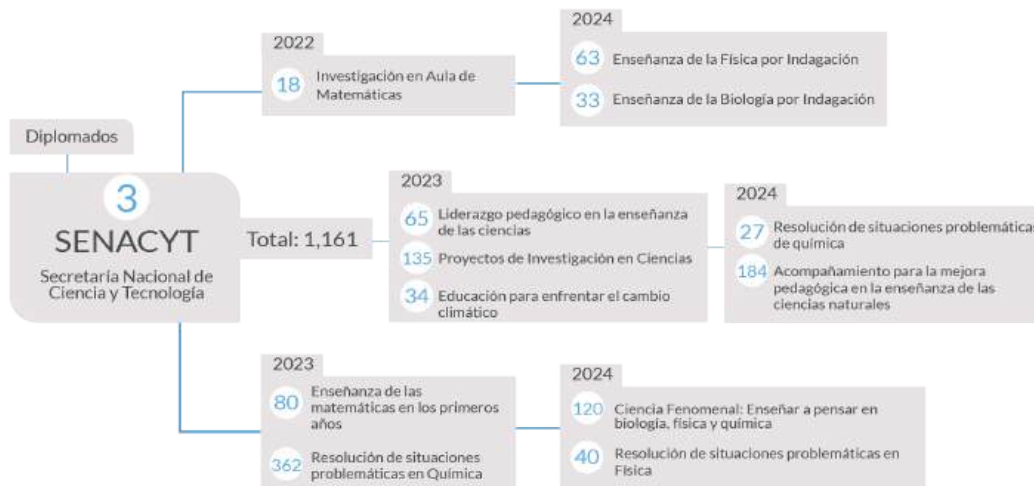 Diplomados
3
SENACYT
Secretaría Nacional de
Ciencia y Tecnología
Total: 1,161
2022
18 Investigación en Aula de
Matemáticas
2024
63 Enseñanza de la Física por Indagación
33 Enseñanza de la Biología por Indagación
2023
65 Liderazgo pedagógico en la enseñanza
de las ciencias
135 Proyectos de Investigación en Ciencias
34 Educación para enfrentar el cambio
climático
2024
27 Resolución de situaciones problemáticas
de química
184 Acompañamiento para la mejora
pedagógica en la enseñanza de las
ciencias naturales
2023
80 Enseñanza de las
matemáticas en los primeros
años
362 Resolución de situaciones
problemáticas en Química
2024
120 Ciencia Fenomenal: Enseñar a pensar en
biología, física y química
40 Resolución de situaciones problemáticas en
Física